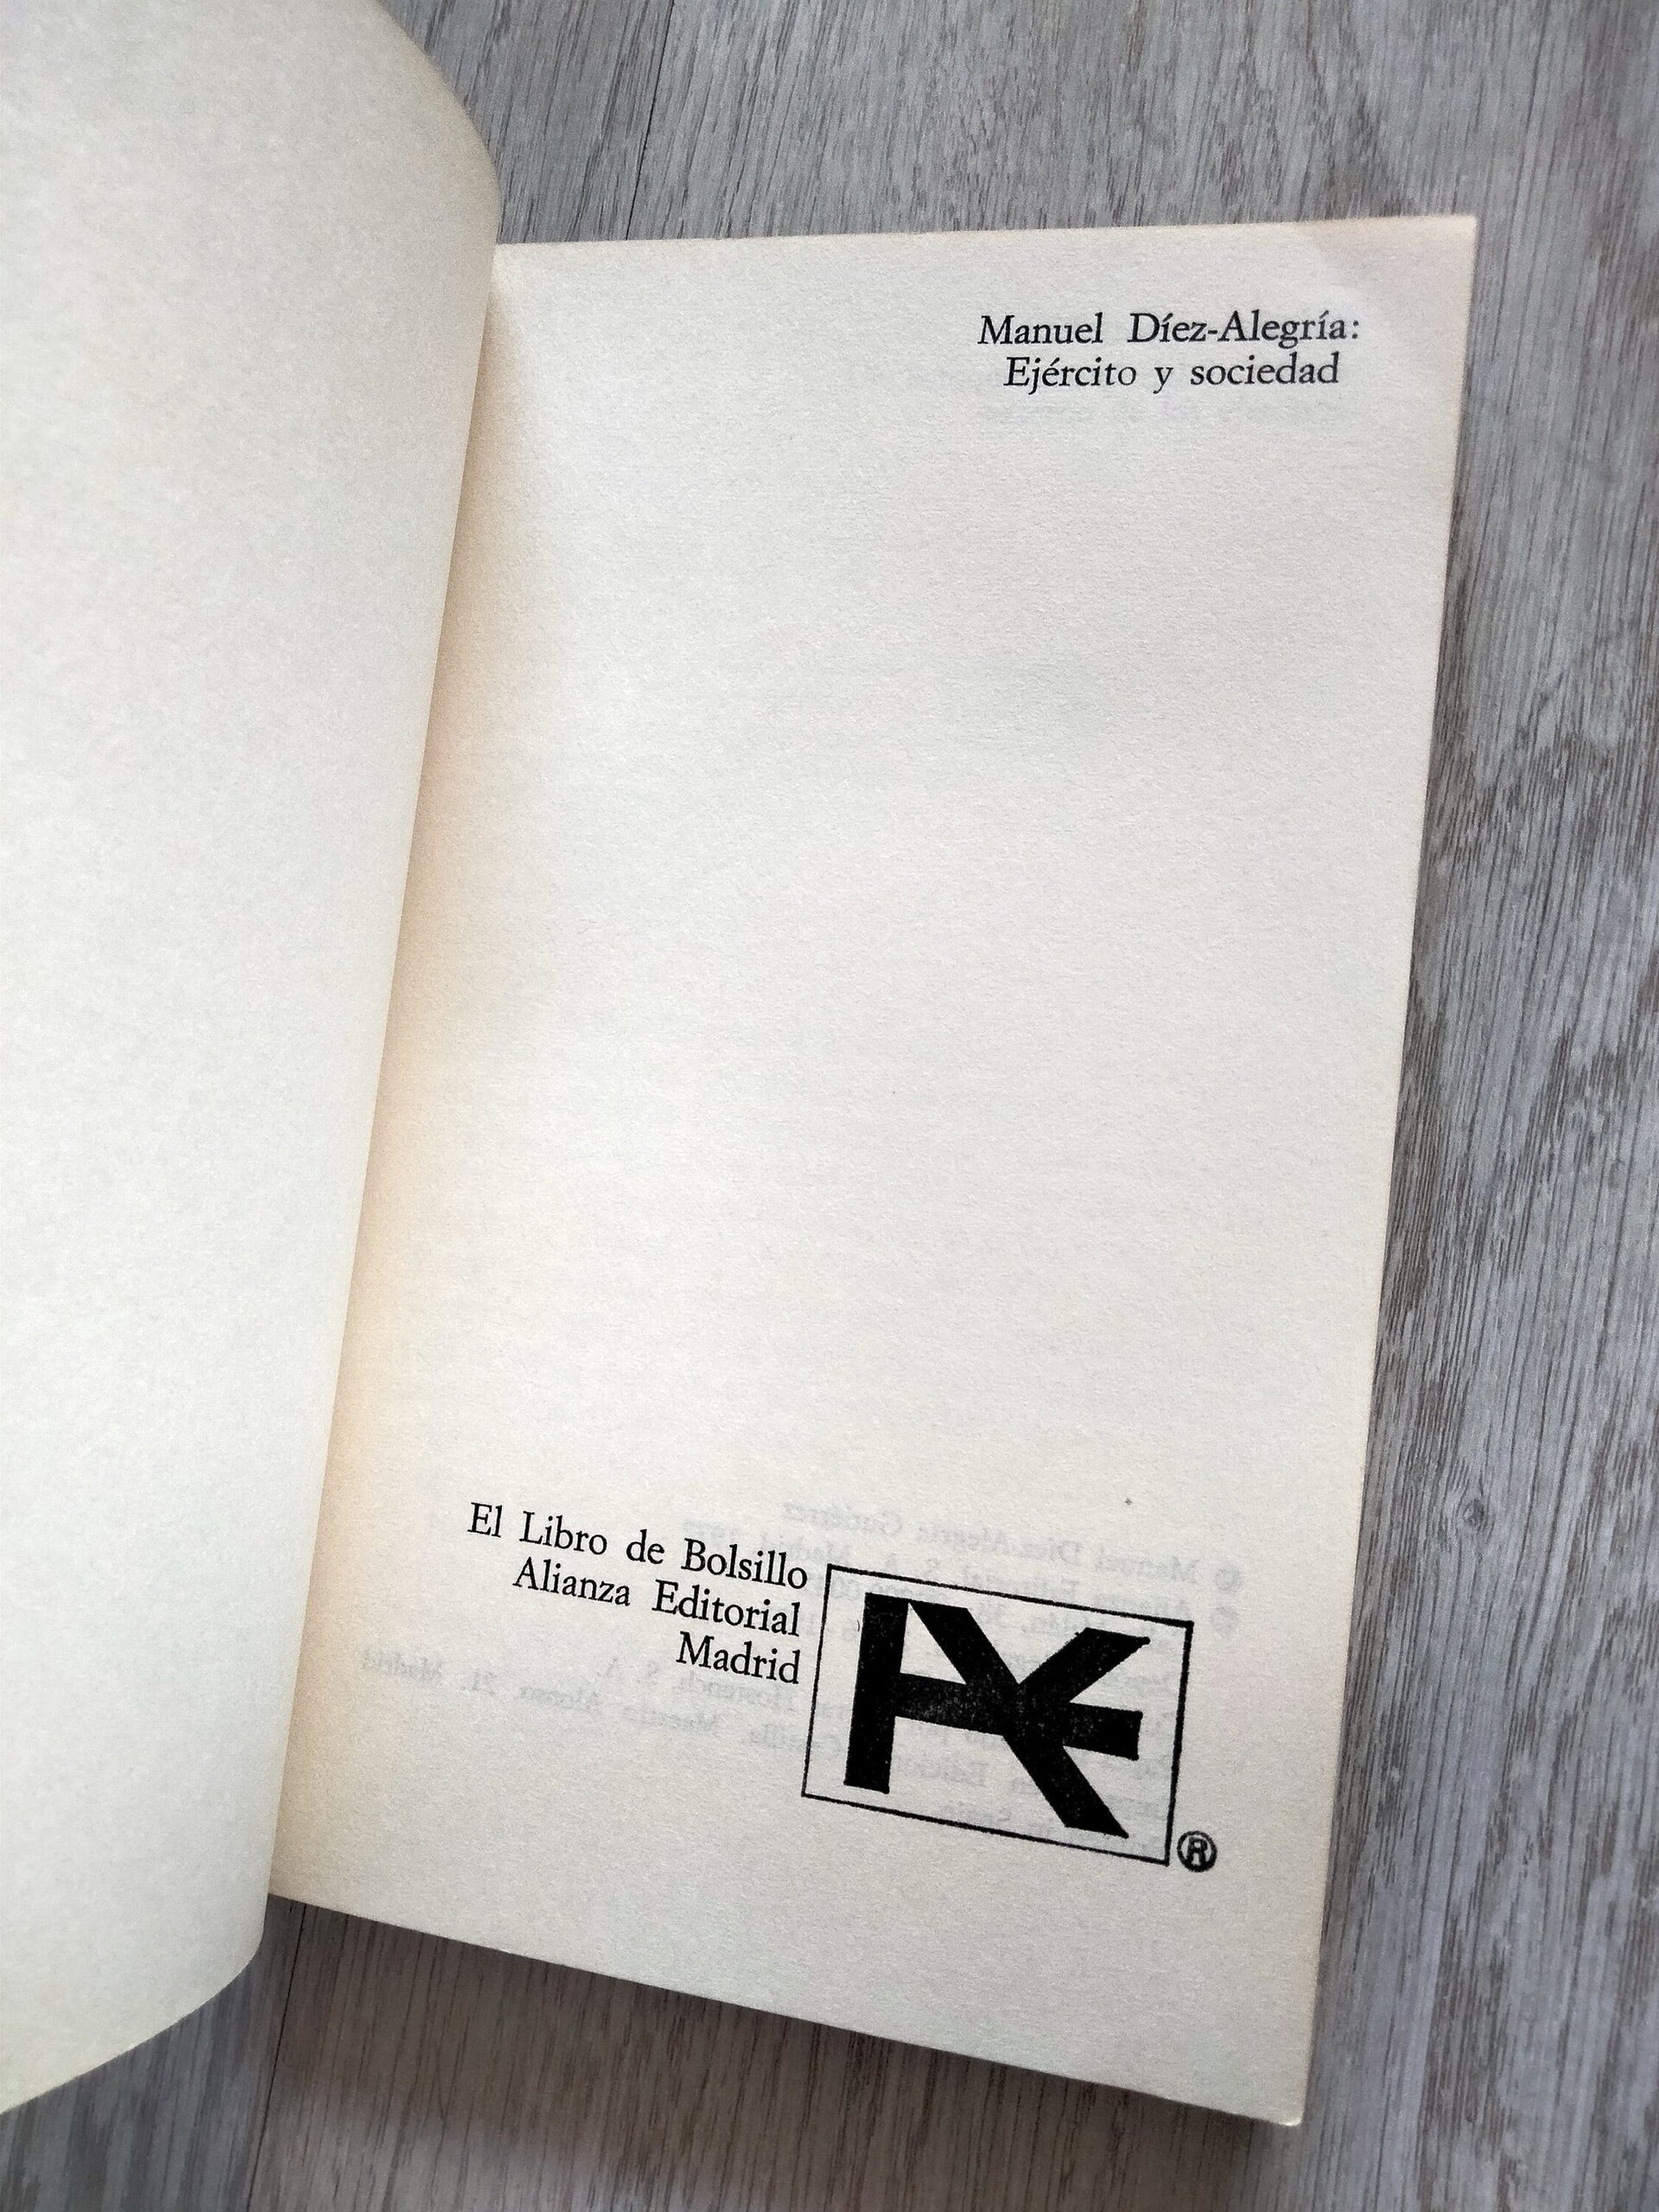 Manuel Díez-Alegría:
Ejército y sociedad
El Libro de Bolsillo
Alianza Editorial
Madrid
®